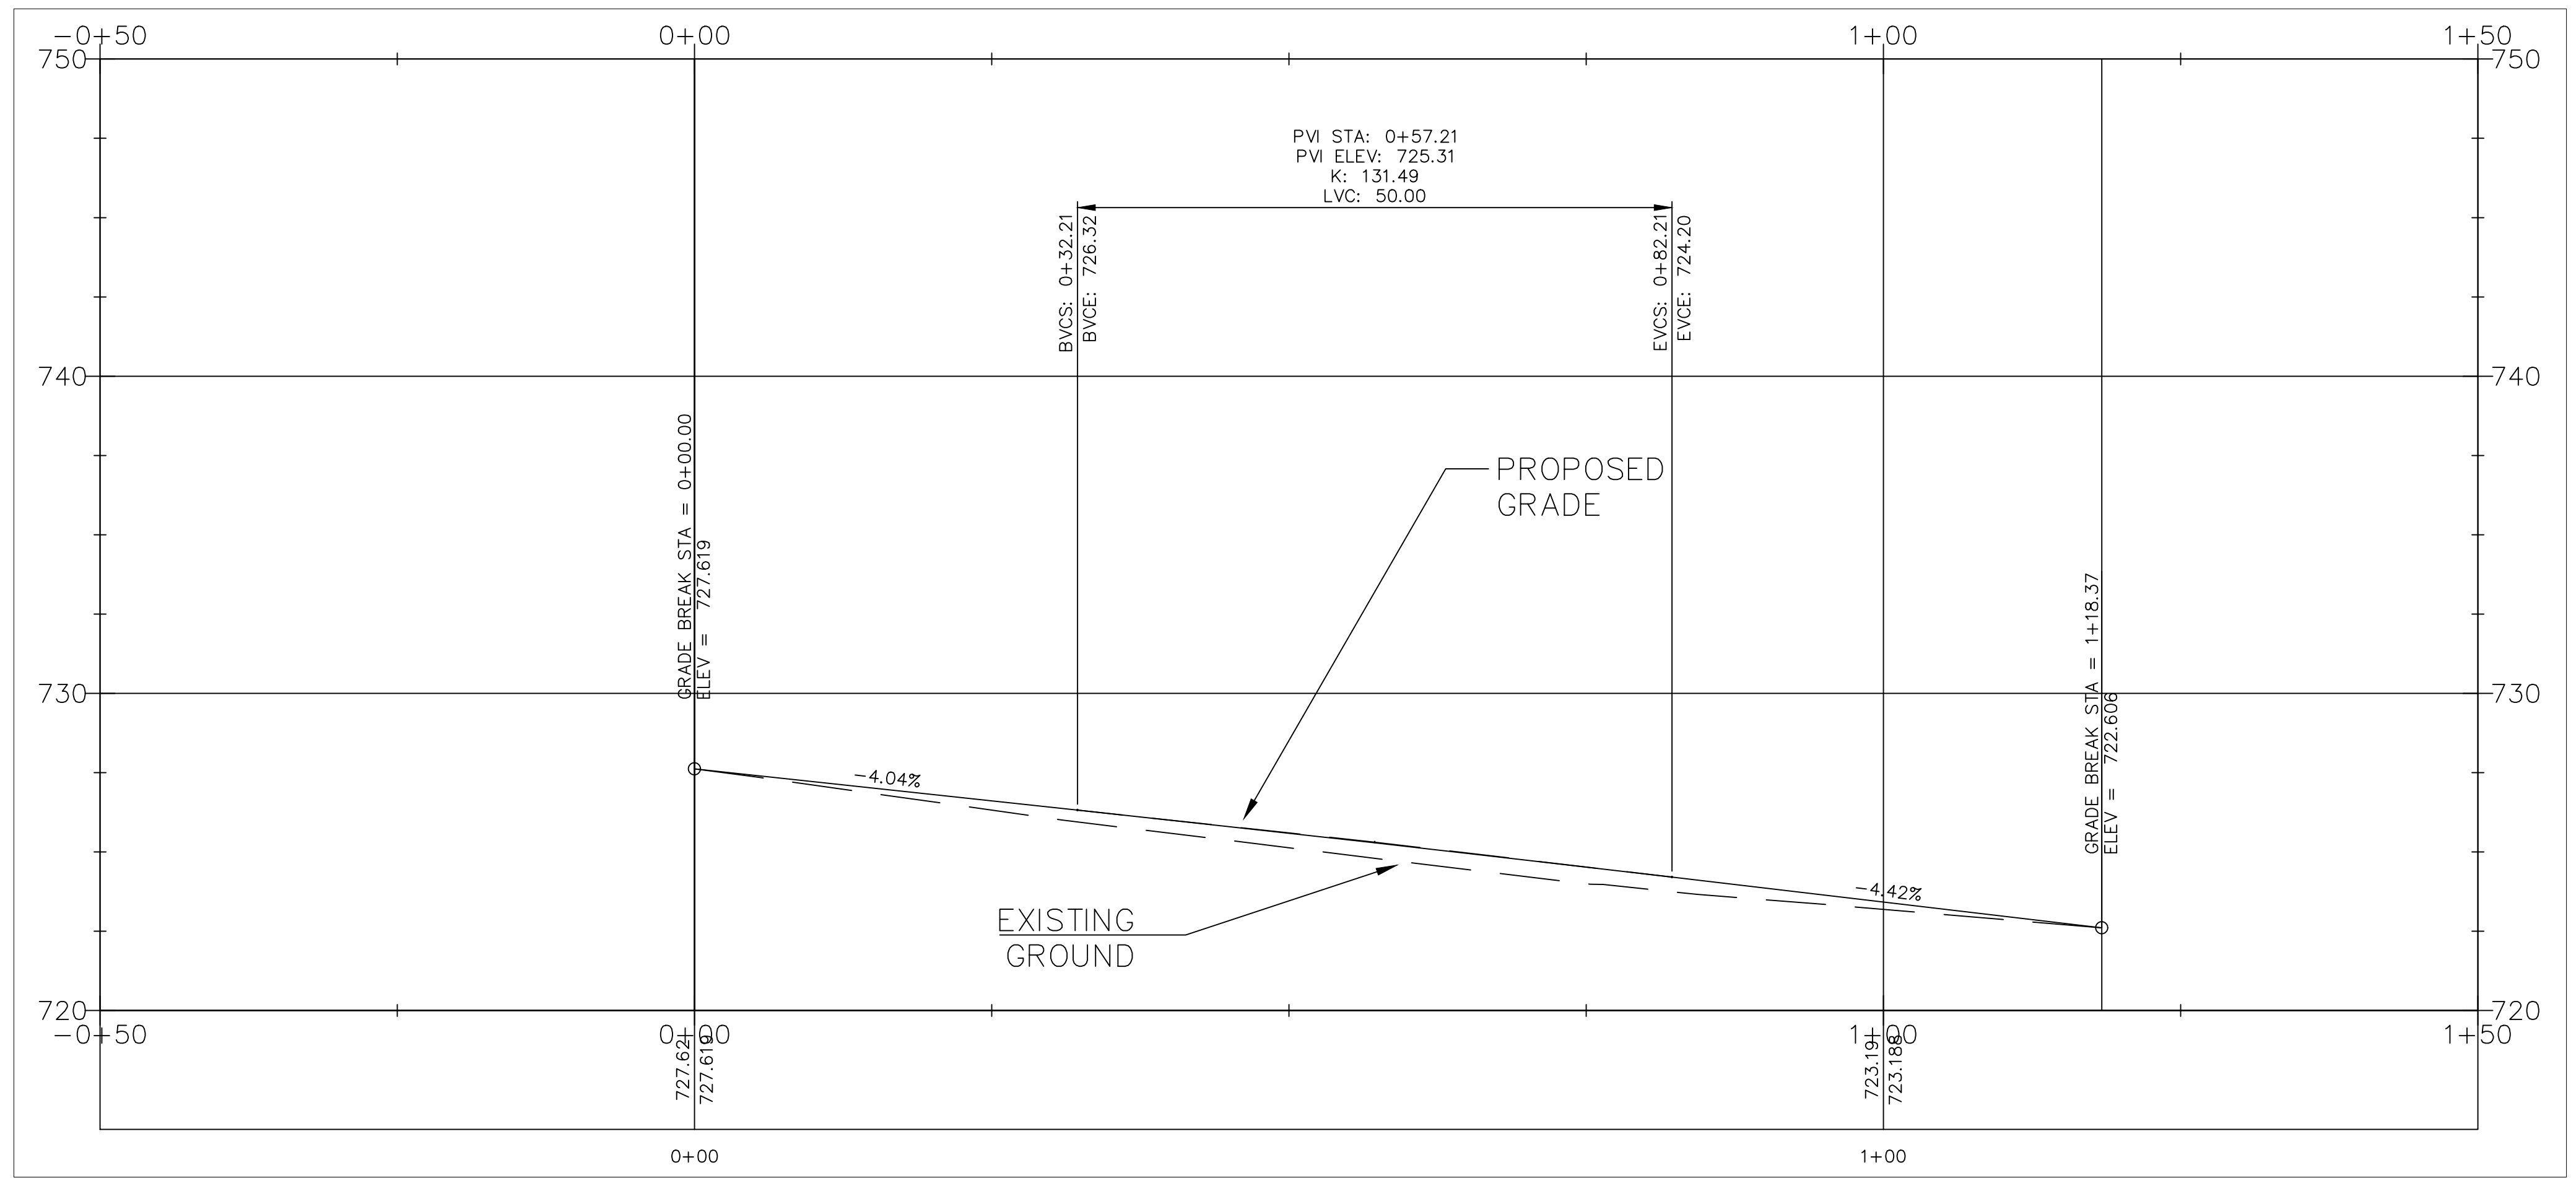 -0+50
0+00
1+00
1+50
750
750
PVI STA: 0+57.21
PVI ELEV: 725.31
K: 131.49
LVC: 50.00
BVCS: 0+32.21
BVCE: 726.32
EVCS: 0+82.21
EVCE: 724.20
740
740
GRADE BREAK STA = 0+00.00
ELEV = 727.619
PROPOSED
GRADE
GRADE BREAK STA = 1+18.37
ELEV = 722.606
730
730
-4.04%
-4.42%
EXISTING
GROUND
720
720
-0+50
0+00
1+00
1+50
727.62
727.619
723.19
723.188
0+00
1+00